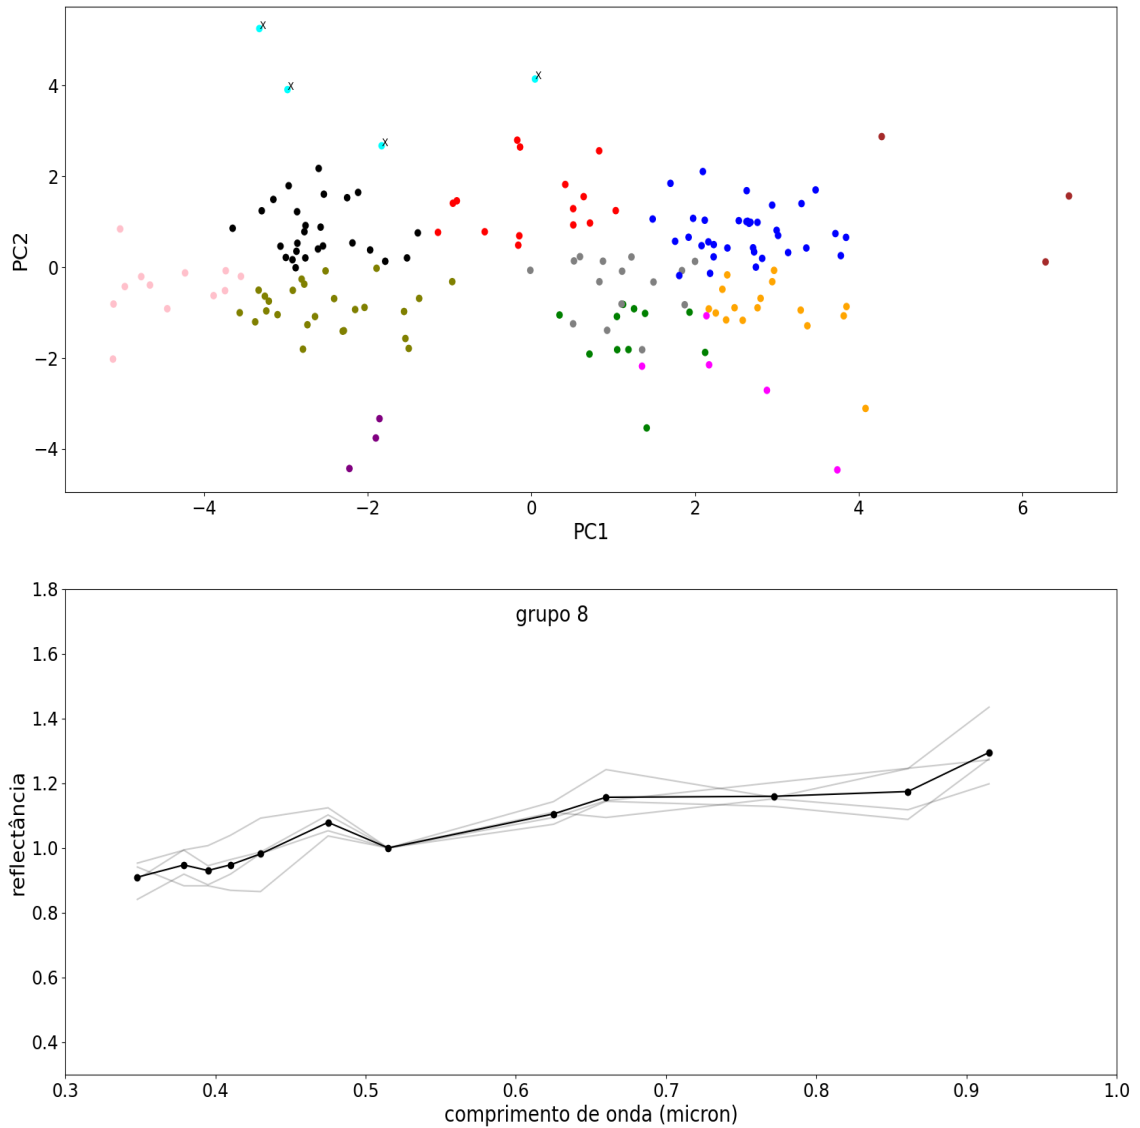 X
X
X
X
4
2
0
−2
−4
PC2
−4 −2 0 2 4 6
PC1
grupo 8
1.8
1.6
1.4
1.2
1.0
0.8
0.6
0.4
reflectância
0.3 0.4 0.5 0.6 0.7 0.8 0.9 1.0
comprimento de onda (micron)